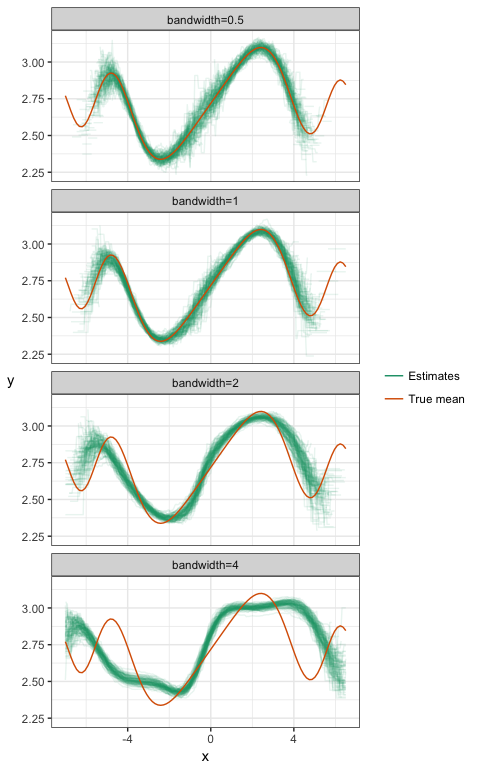 bandwidth=0.5
3.00
2.75
2.50
2.25
bandwidth=1
3.00
2.75
2.50
2.25
y
bandwidth=2
3.00
2.75
2.50
2.25
bandwidth=4
3.00
2.75
2.50
2.25
-4 0 4
x
Estimates
True mean